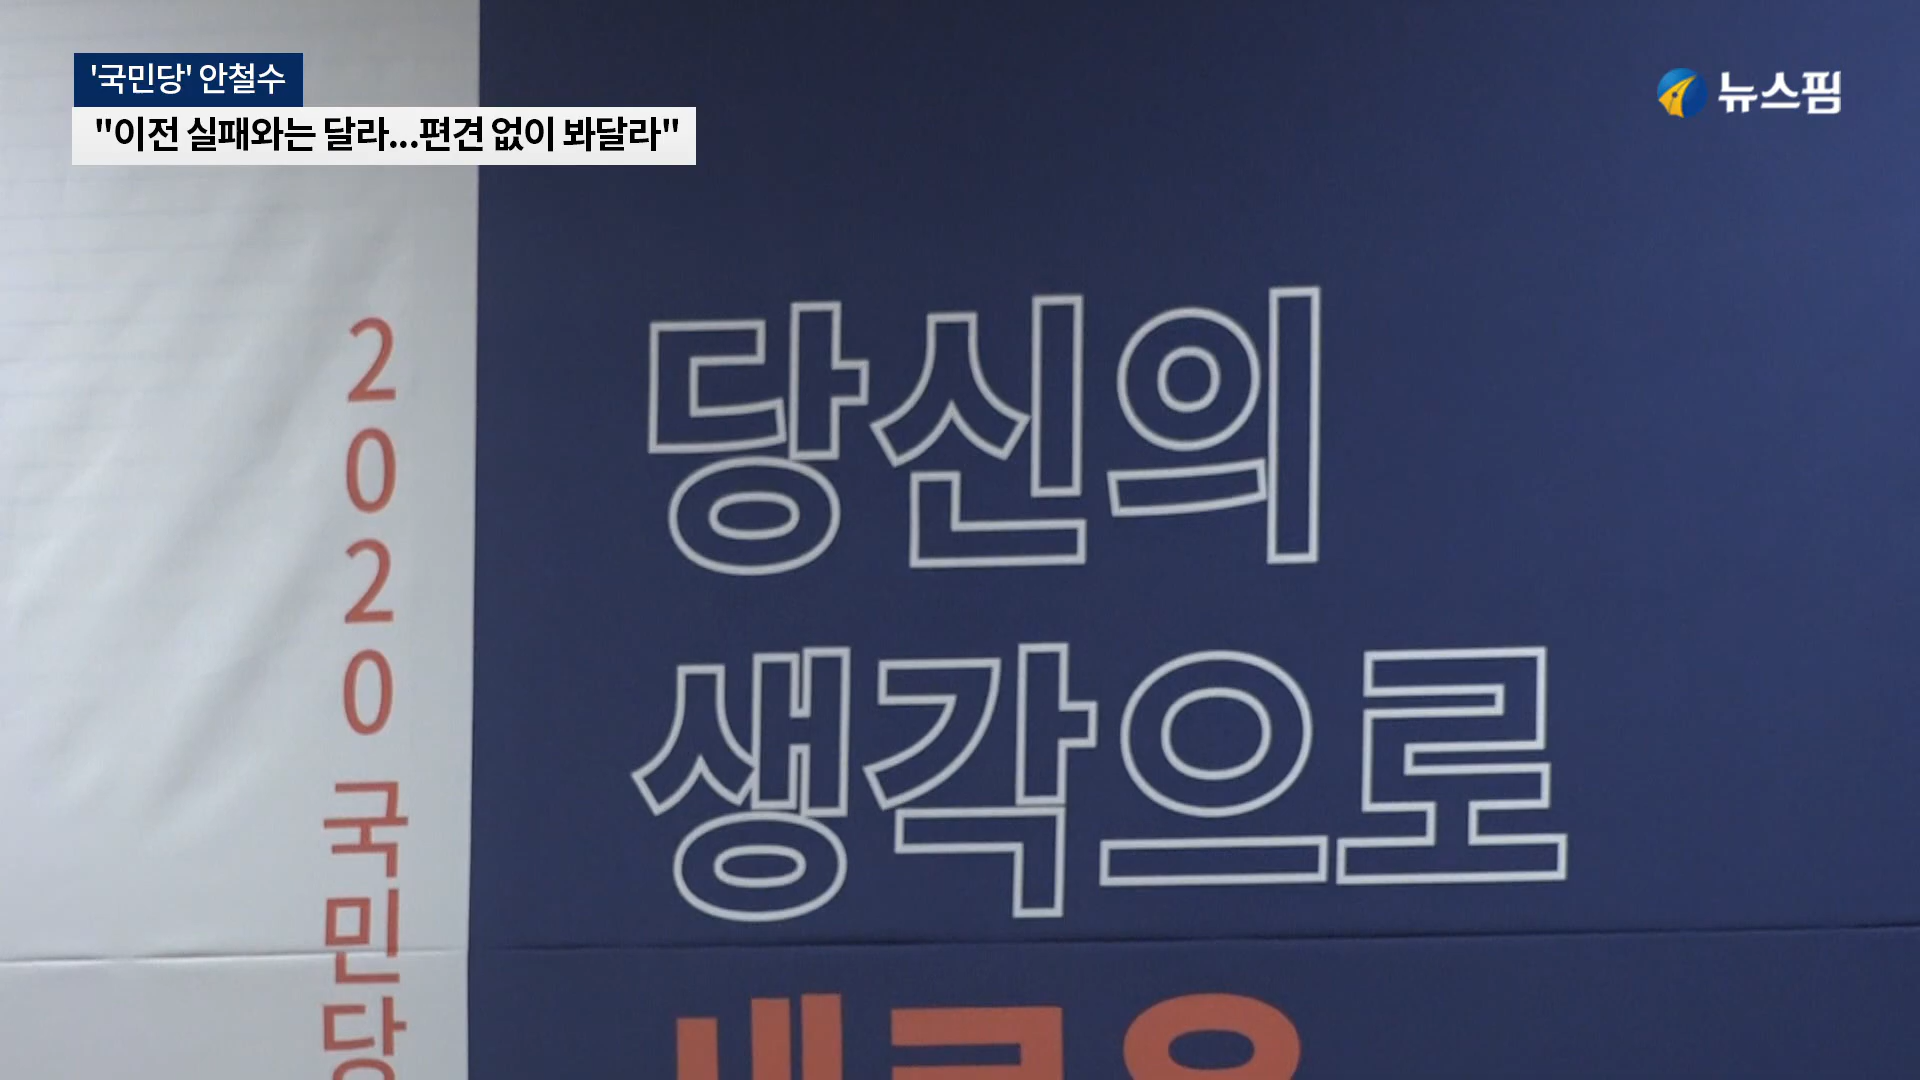 '국민당' 안철수
"이전 실패와는 달라...편견 없이 봐달라"
뉴스핌
2020 국민당
당신의
생각으로